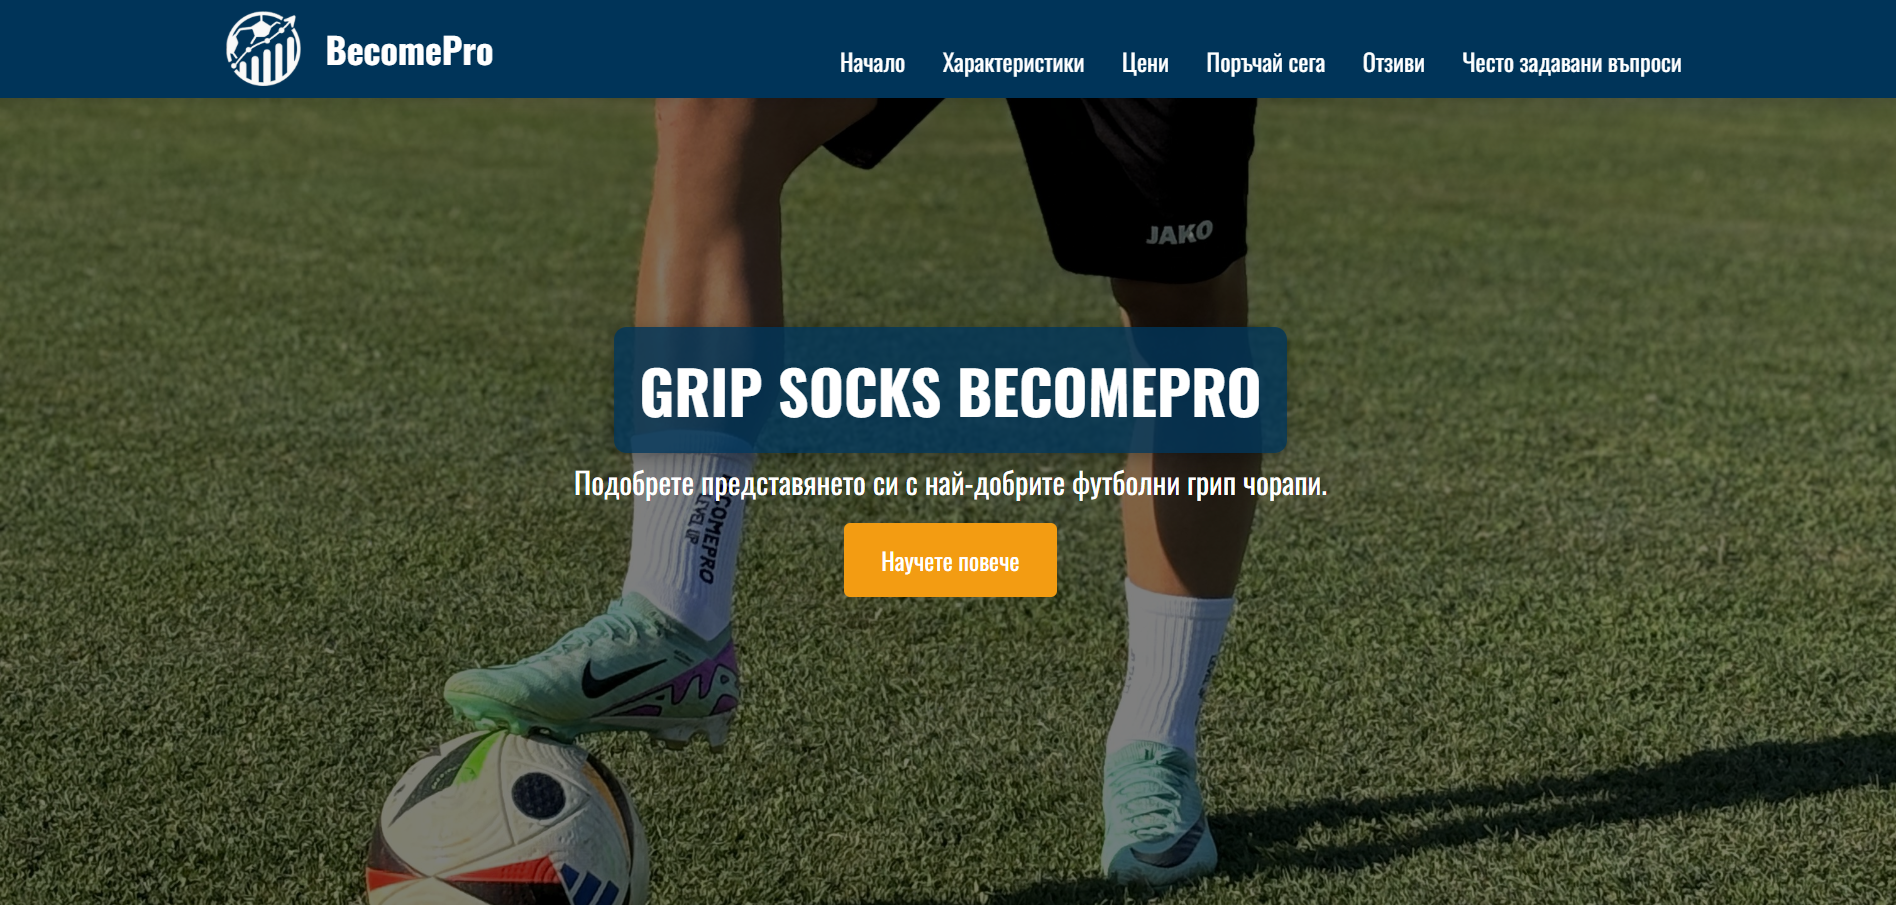 BecomePro
Начало Характеристики Цени Поръчай сега Отзиви Често задавани въпроси
JAKO
GRIP SOCKS BECOMEPRO
Подобрете представянето си с най-добрите футболни грип чорапи.
LEVEL UP
Научете повече